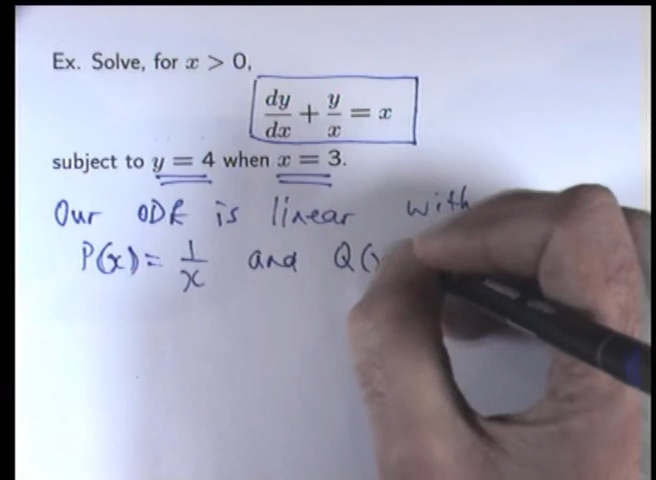 Ex. Solve, for x > 0,
dy/dx + y/x = x
subject to y = 4 when x = 3.
Our ODE is linear with
P(x) = 1/x and Q(x